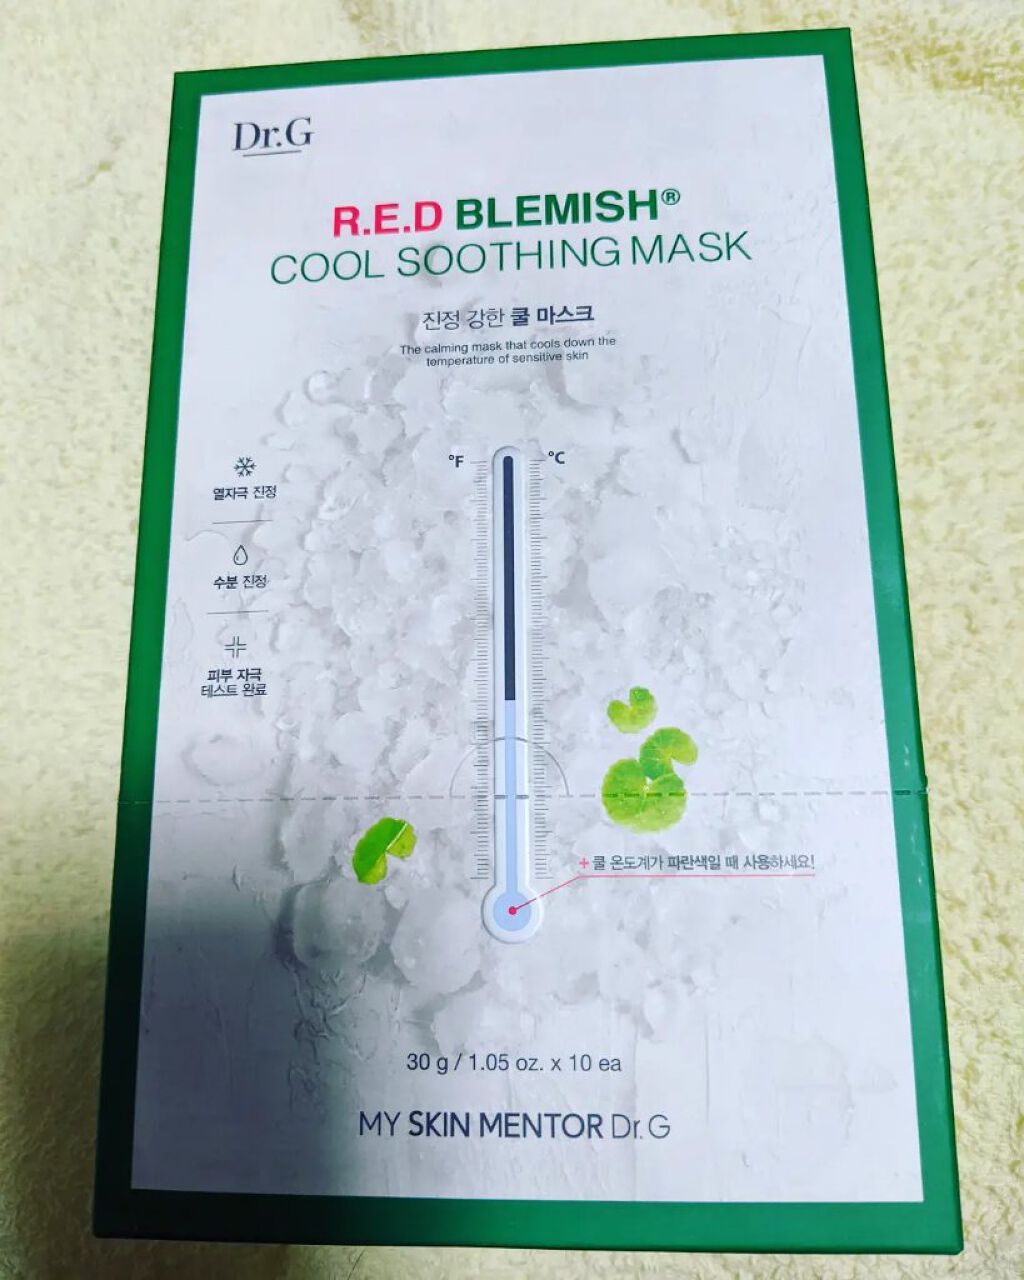 Dr.G
R.E.D BLEMISH®
COOL SOOTHING MASK
진정 강한 쿨 마스크
The calming mask that cools down the
temperature of sensitive skin
°F
°C
열자극 진정
수분 진정
피부 자극
테스트 완료
+ 쿨 온도계가 파란색일 때 사용하세요!
30 g / 1.05 oz. x 10 ea
MY SKIN MENTOR Dr.G